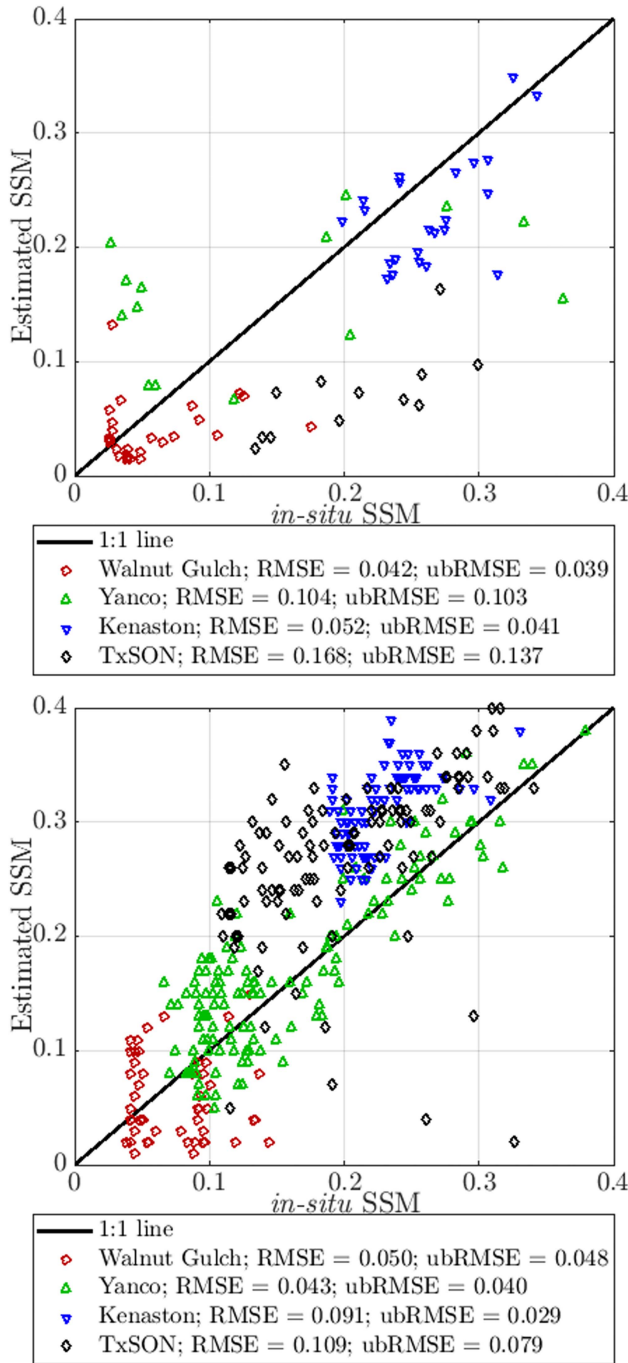 0.4
0.3
0.2
0.1
0
Estimated SSM
0 0.1 0.2 0.3 0.4
in-situ SSM
1:1 line
Walnut Gulch; RMSE = 0.042; ubRMSE = 0.039
Yanco; RMSE = 0.104; ubRMSE = 0.103
Kenaston; RMSE = 0.052; ubRMSE = 0.041
TxSON; RMSE = 0.168; ubRMSE = 0.137
0.4
0.3
0.2
0.1
0
Estimated SSM
0 0.1 0.2 0.3 0.4
in-situ SSM
1:1 line
Walnut Gulch; RMSE = 0.050; ubRMSE = 0.048
Yanco; RMSE = 0.043; ubRMSE = 0.040
Kenaston; RMSE = 0.091; ubRMSE = 0.029
TxSON; RMSE = 0.109; ubRMSE = 0.079